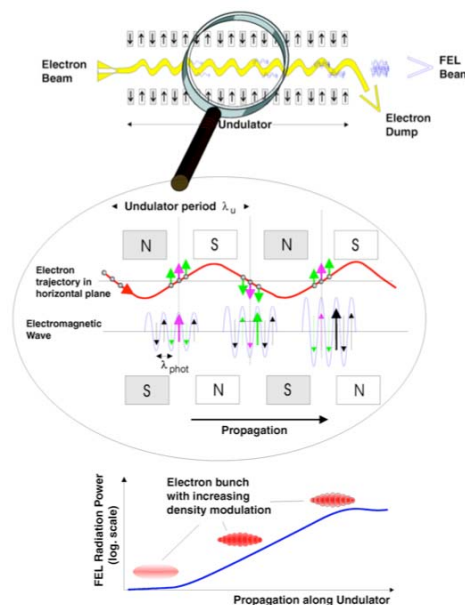 Electron
Beam
FEL
Beam
Undulator
Electron
Dump
Undulator period λu
N S N S
Electron
trajectory in
horizontal plane
Electromagnetic
Wave
λphot
S N S N
Propagation
Electron bunch
with increasing
density modulation
FEL Radiation Power
(log. scale)
Propagation along Undulator